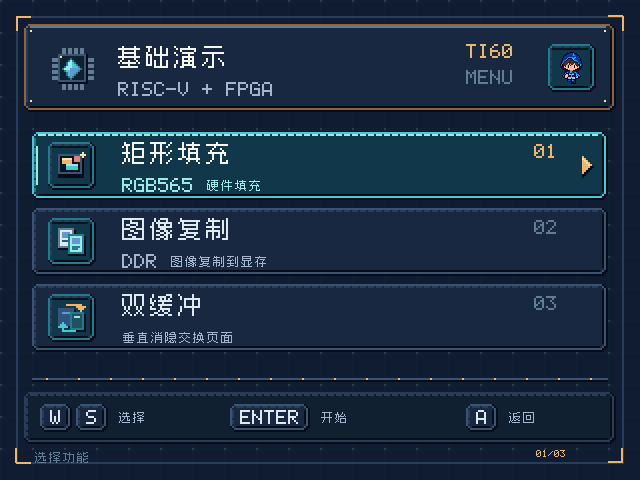 基础演示
TI60
RISC-V + FPGA
MENU
矩形填充
01
RGB565 硬件填充
图像复制
02
DDR 图像复制到显存
双缓冲
03
垂直消隐交换页面
W S 选择 ENTER 开始 A 返回
选择功能
01/03